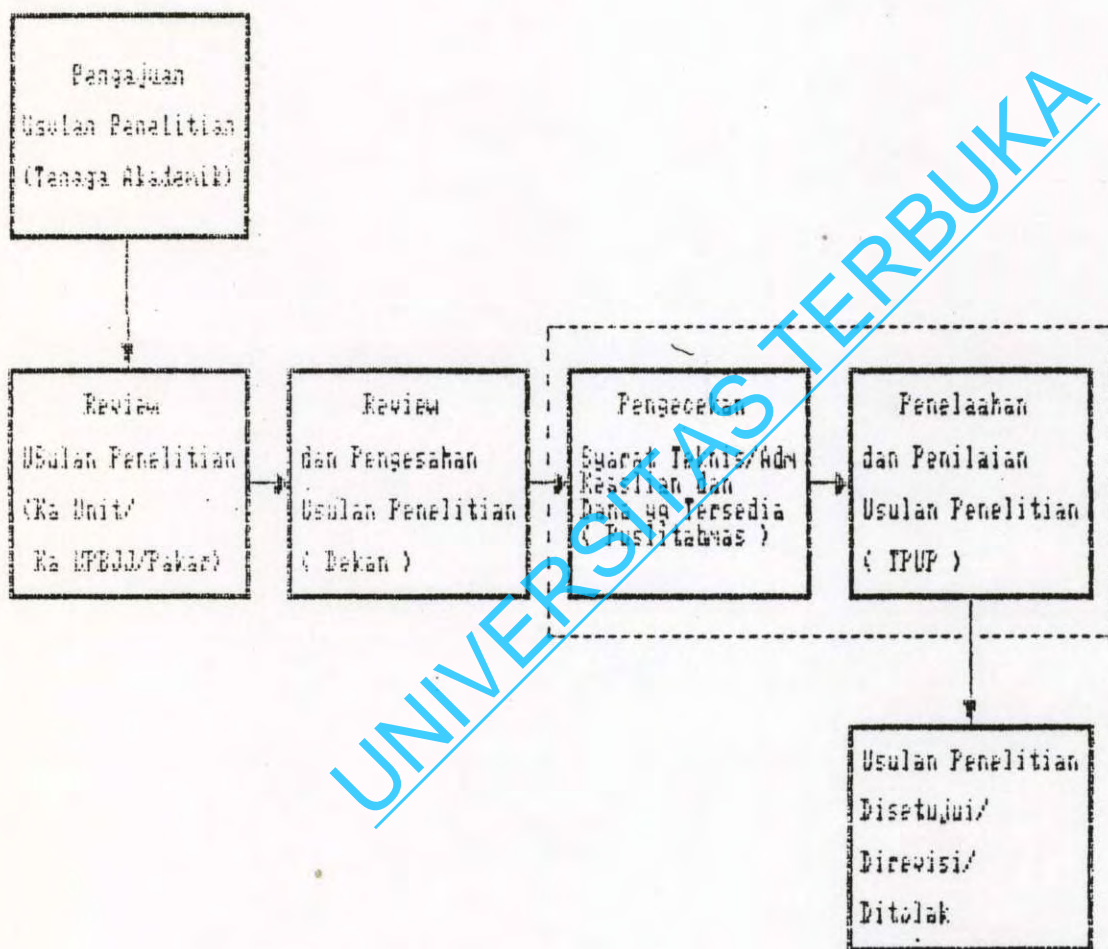 Pengajuan
Usulan Penelitian
(Tenaga Akademik)
Review
USulan Penelitian
(Ka Unit/
Ka UPBJJ/Pakar)
Review
dan Pengesahan
Usulan Penelitian
( Dekan )
Pengecekan
Syarat Teknis/Adm
Keaslian dan
Dana yg Tersedia
( Puslitabmas )
Penelaahan
dan Penilaian
Usulan Penelitian
( TPUP )
Usulan Penelitian
Disetujui/
Direvisi/
Ditolak
UNIVERSITAS TERBUKA